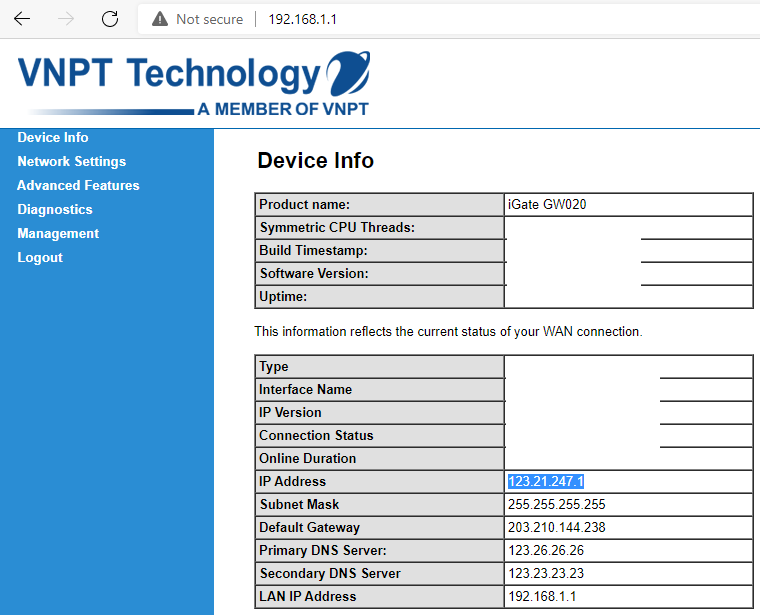 Not secure | 192.168.1.1
VNPT Technology
A MEMBER OF VNPT
Device Info
Network Settings
Advanced Features
Diagnostics
Management
Logout
Device Info
Product name: iGate GW020
Symmetric CPU Threads:
Build Timestamp:
Software Version:
Uptime:
This information reflects the current status of your WAN connection.
Type
Interface Name
IP Version
Connection Status
Online Duration
IP Address 123.21.247.1
Subnet Mask 255.255.255.255
Default Gateway 203.210.144.238
Primary DNS Server: 123.26.26.26
Secondary DNS Server 123.23.23.23
LAN IP Address 192.168.1.1